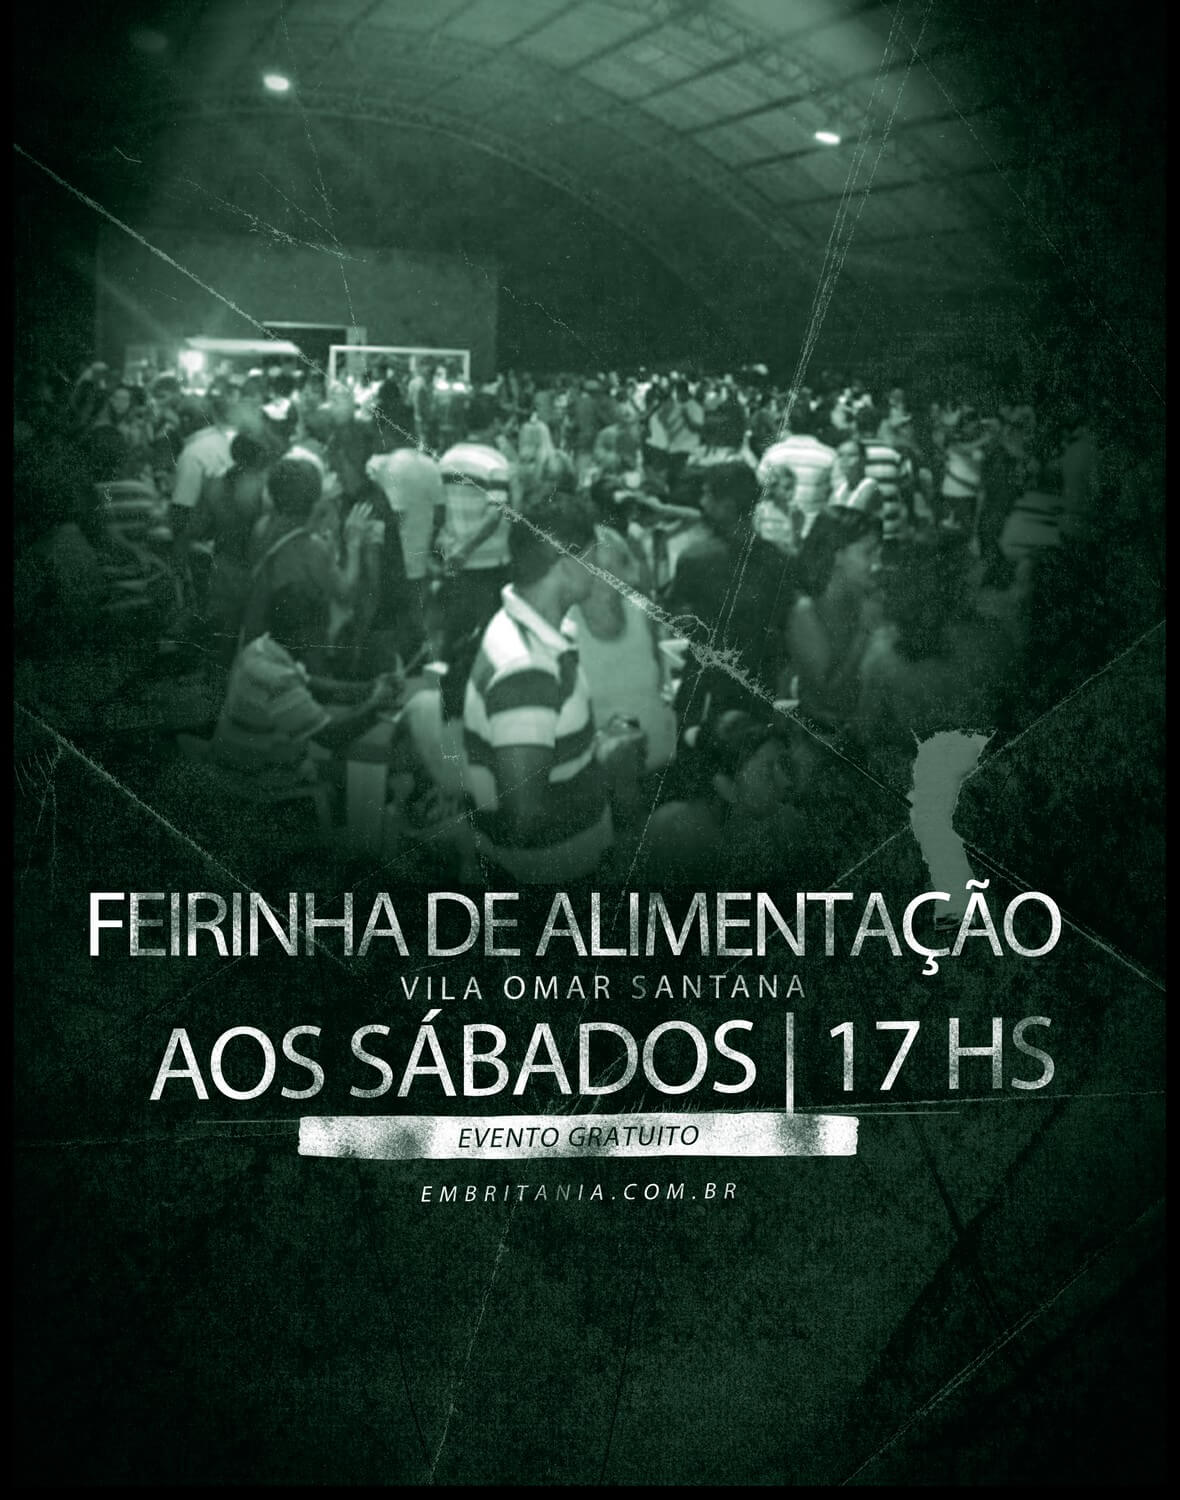 FEIRINHA DE ALIMENTAÇÃO
VILA OMAR SANTANA
AOS SÁBADOS | 17 HS
EVENTO GRATUITO
EMBRITANIA.COM.BR